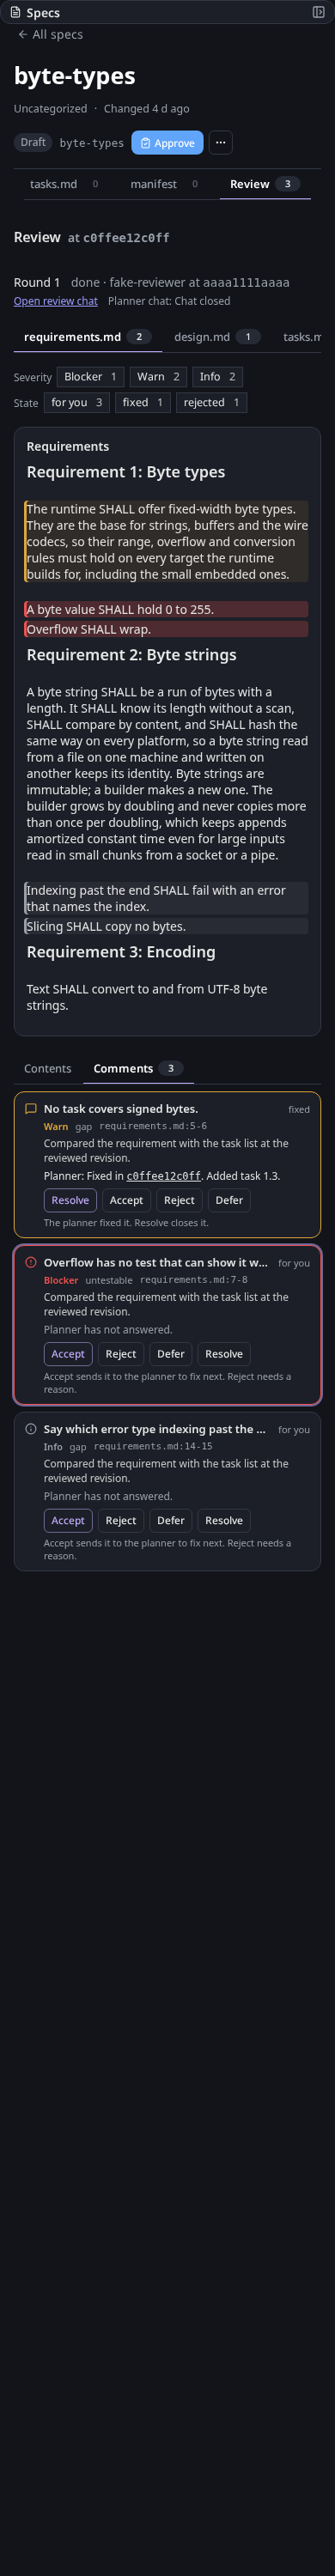 Specs
All specs
byte-types
Uncategorized · Changed 4 d ago
Draft byte-types Approve ···
tasks.md 0 manifest 0 Review 3
Review at c0ffee12c0ff
Round 1 done · fake-reviewer at aaaa1111aaaa
Open review chat Planner chat: Chat closed
requirements.md 2 design.md 1 tasks.m
Severity Blocker 1 Warn 2 Info 2
State for you 3 fixed 1 rejected 1
Requirements
Requirement 1: Byte types
The runtime SHALL offer fixed-width byte types.
They are the base for strings, buffers and the wire
codecs, so their range, overflow and conversion
rules must hold on every target the runtime
builds for, including the small embedded ones.
A byte value SHALL hold 0 to 255.
Overflow SHALL wrap.
Requirement 2: Byte strings
A byte string SHALL be a run of bytes with a
length. It SHALL know its length without a scan,
SHALL compare by content, and SHALL hash the
same way on every platform, so a byte string read
from a file on one machine and written on
another keeps its identity. Byte strings are
immutable; a builder makes a new one. The
builder grows by doubling and never copies more
than once per doubling, which keeps appends
amortized constant time even for large inputs
read in small chunks from a socket or a pipe.
Indexing past the end SHALL fail with an error
that names the index.
Slicing SHALL copy no bytes.
Requirement 3: Encoding
Text SHALL convert to and from UTF-8 byte
strings.
Contents Comments 3
No task covers signed bytes. fixed
Warn gap requirements.md:5-6
Compared the requirement with the task list at the
reviewed revision.
Planner: Fixed in c0ffee12c0ff. Added task 1.3.
Resolve Accept Reject Defer
The planner fixed it. Resolve closes it.
Overflow has no test that can show it w... for you
Blocker untestable requirements.md:7-8
Compared the requirement with the task list at the
reviewed revision.
Planner has not answered.
Accept Reject Defer Resolve
Accept sends it to the planner to fix next. Reject needs a
reason.
Say which error type indexing past the ... for you
Info gap requirements.md:14-15
Compared the requirement with the task list at the
reviewed revision.
Planner has not answered.
Accept Reject Defer Resolve
Accept sends it to the planner to fix next. Reject needs a
reason.